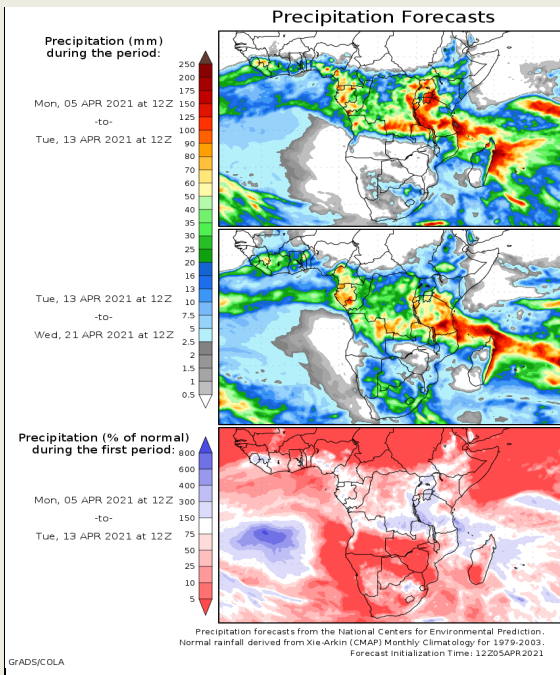 Precipitation Forecasts
Precipitation (mm)
during the period:
Mon, 05 APR 2021 at 12Z
-to-
Tue, 13 APR 2021 at 12Z
250
200
175
150
125
100
90
80
70
60
50
40
35
30
25
20
16
13
10
7.5
5
2.5
2
1.5
1
0.5
Tue, 13 APR 2021 at 12Z
-to-
Wed, 21 APR 2021 at 12Z
Precipitation (% of normal)
during the first period:
Mon, 05 APR 2021 at 12Z
-to-
Tue, 13 APR 2021 at 12Z
800
600
400
300
150
75
50
25
10
5
Precipitation forecasts from the National Centers for Environmental Prediction.
Normal rainfall derived from Xie-Arkin (CMAP) Monthly Climatology for 1979-2003.
Forecast Initialization Time: 12Z05APR2021
GrADS/COLA